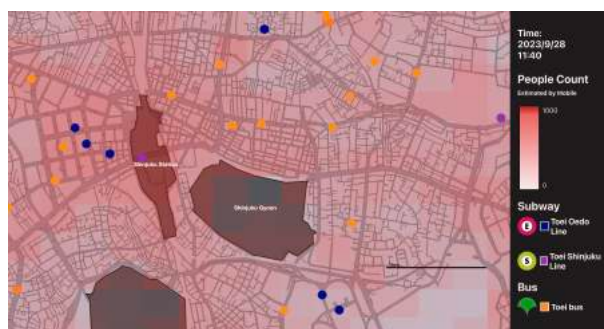 Time:
2023/9/28
11:40
People Count
Estimated by Mobile
1000
0
Subway
E
Toei Oedo
Line
S
Toei Shinjuku
Line
Bus
Toei bus
Shinjuku Station
Shinjuku Gyoen